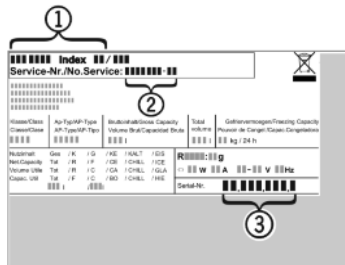 1
Index /
Service-Nr./No.Service: -
2
Klasse/Class Ap-Typ/AP-Type Bruttoinhalt/Gross Capacity Total Gefriervermoegen/Freezing Capacity
Classe/Clase AP-Type/AP-Tipo Volume Brut/Capacidad Bruta volume Pouvoir de Congel./Capac.Congeladora
l l kg / 24 h
Nutzinhalt Ges / K / G / KE / KALT / EIS
Net.Capacity Tot / R / F / CE / CHILL / ICE
Volume Utile Tot / R / C / CA / CHILL / GLA
Capac. Util Tot / F / C / BD / CHILL / HIE
l / l
R : g
W A - V Hz
Serial-Nr. , , ,
3